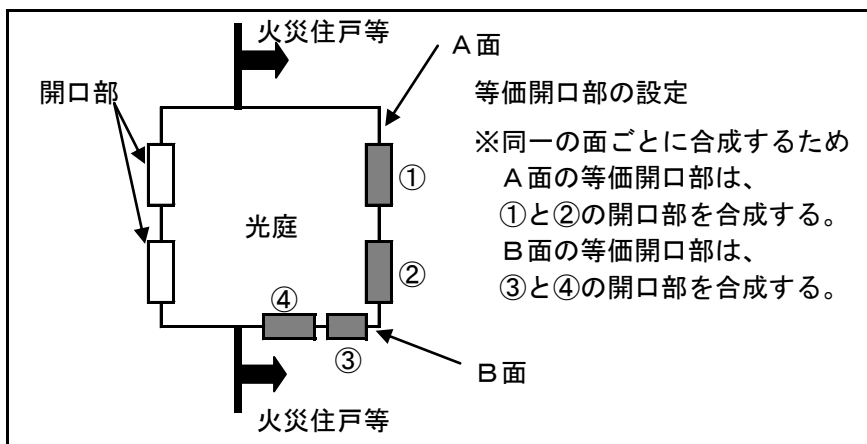 火災住戸等
A面
開口部
等価開口部の設定
※同一の面ごとに合成するため
A面の等価開口部は、
①と②の開口部を合成する。
B面の等価開口部は、
③と④の開口部を合成する。
①
光庭
②
④
③
B面
火災住戸等